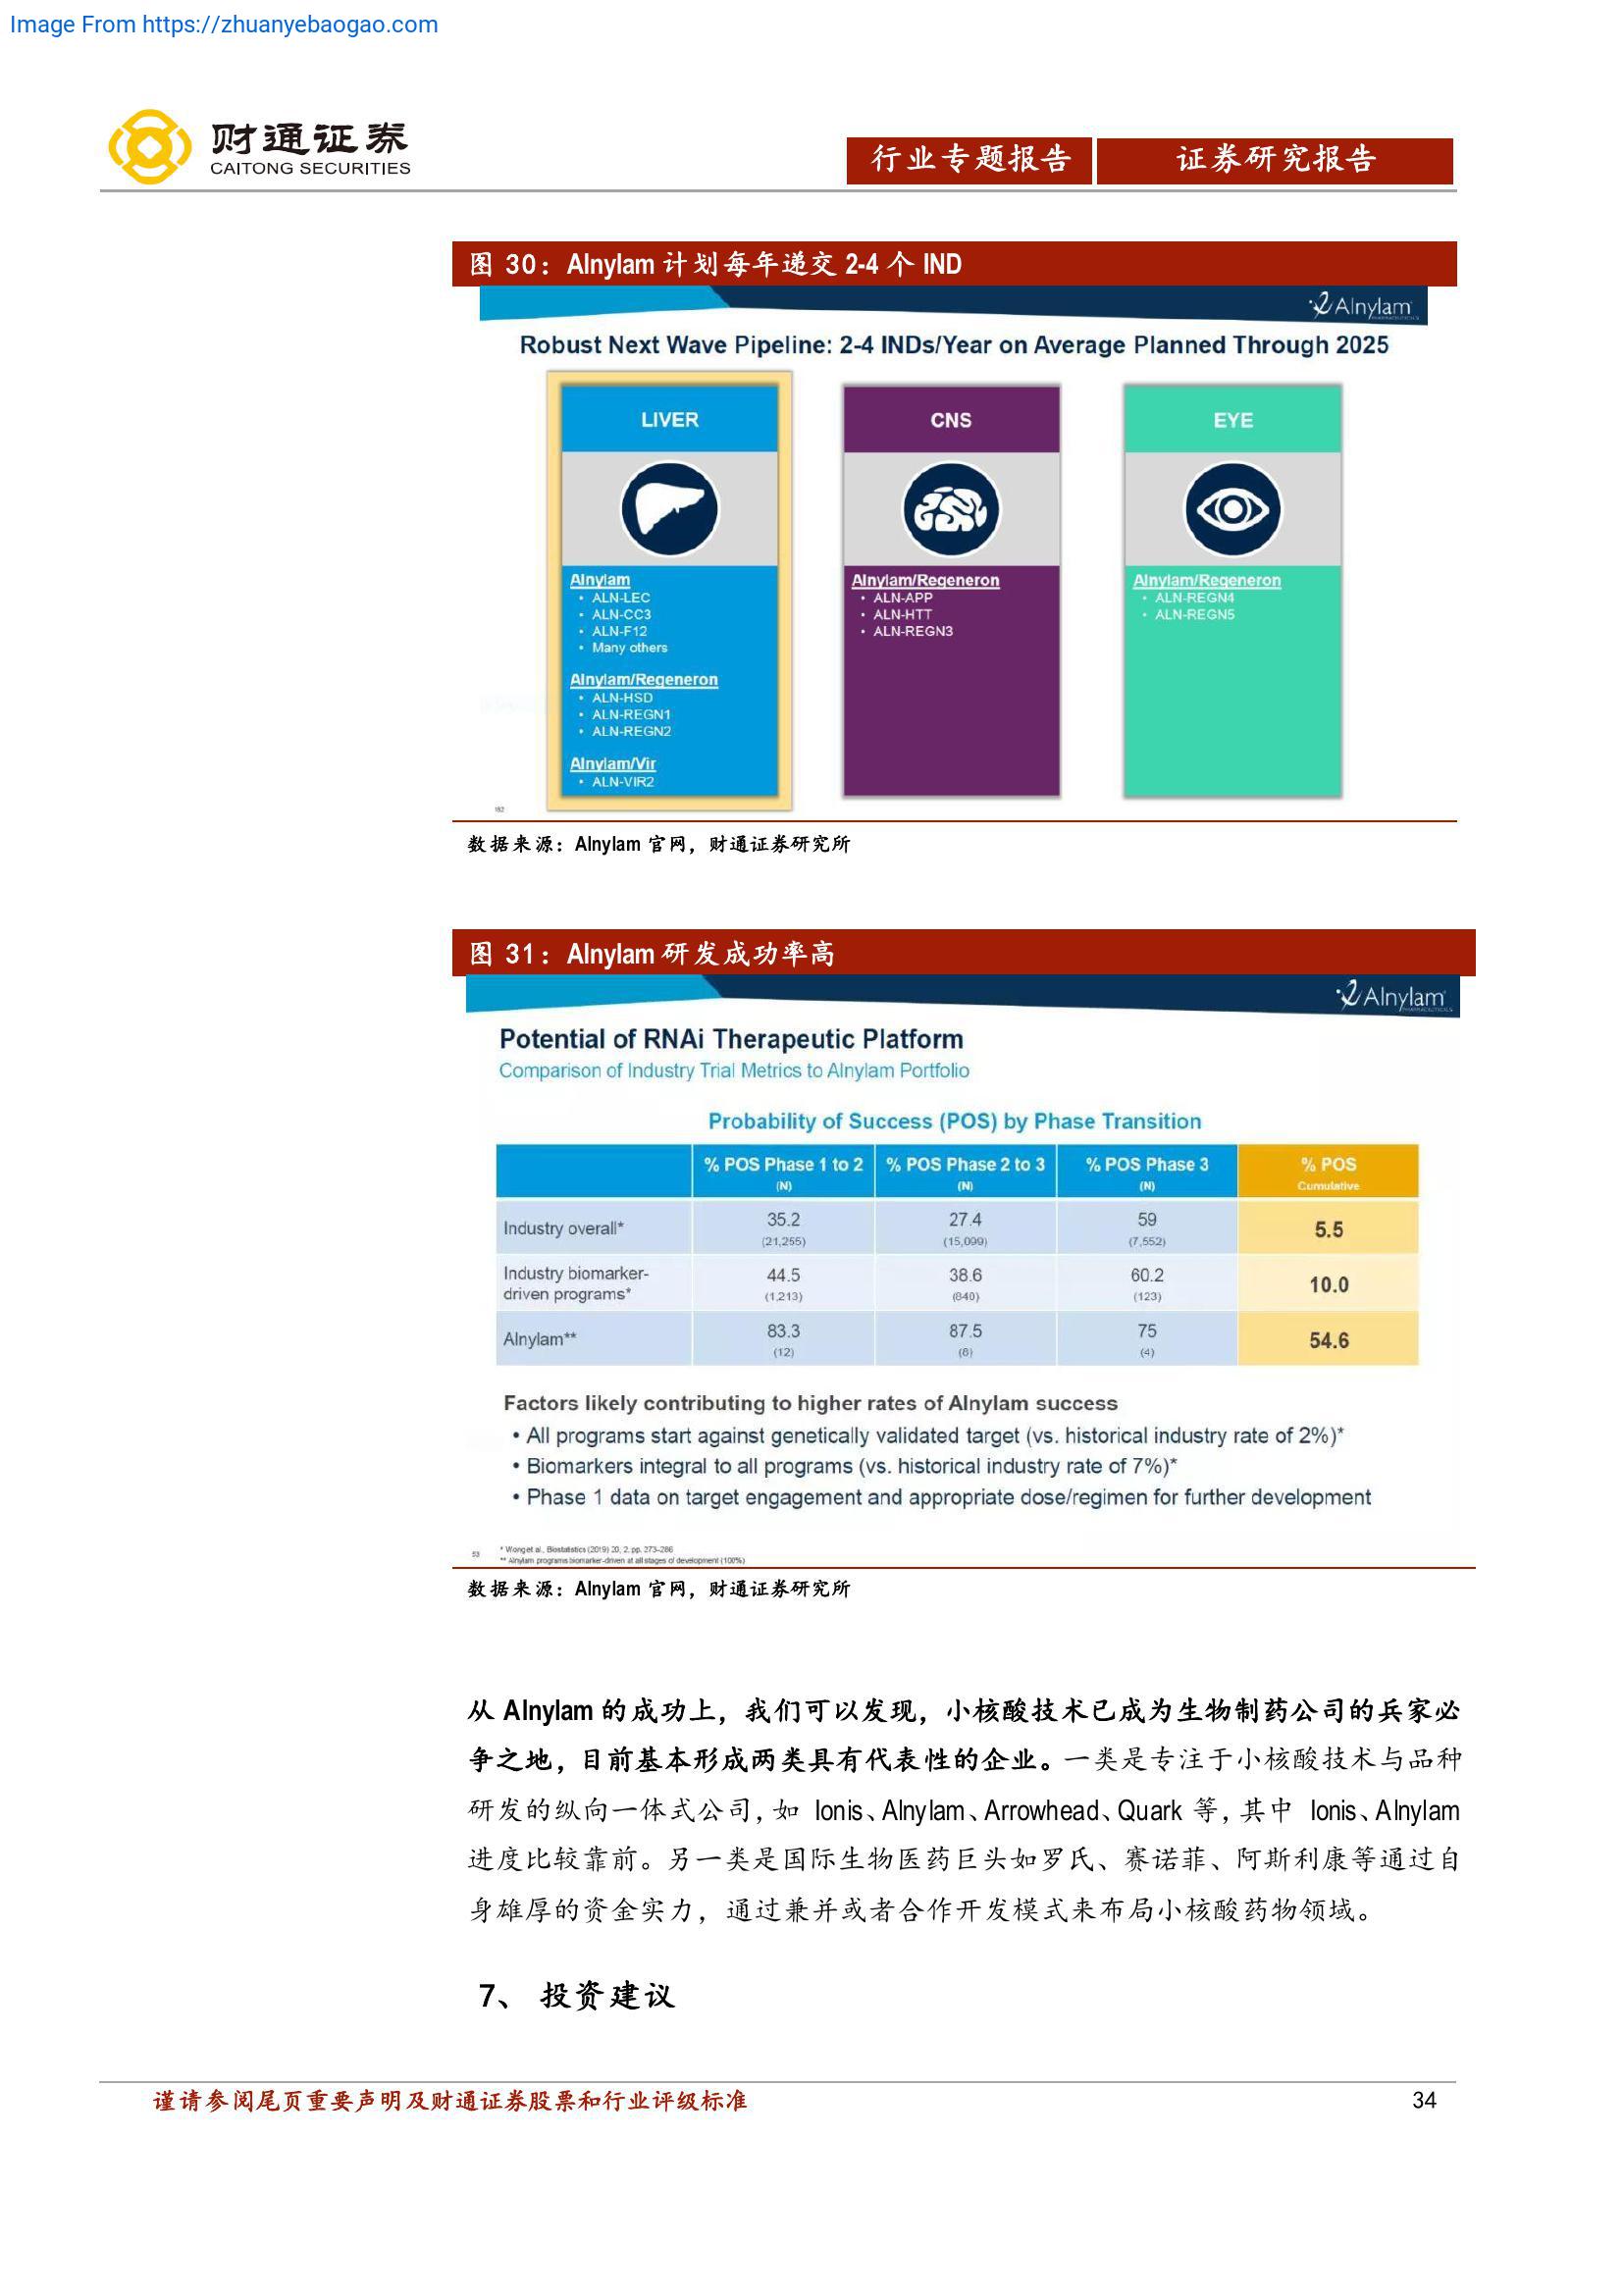 Image From https://zhuanyebaogao.com
财通证券
CAITONG SECURITIES
行业专题报告
证券研究报告
图 30：Alnylam 计划每年递交 2-4 个 IND
Alnylam
Robust Next Wave Pipeline: 2-4 INDs/Year on Average Planned Through 2025
LIVER
Alnylam
• ALN-LEC
• ALN-CC3
• ALN-F12
• Many others
Alnylam/Regeneron
• ALN-HSD
• ALN-REGN1
• ALN-REGN2
Alnylam/Vir
• ALN-VIR2
CNS
Alnylam/Regeneron
• ALN-APP
• ALN-HTT
• ALN-REGN3
EYE
Alnylam/Regeneron
• ALN-REGN4
• ALN-REGN5
数据来源：Alnylam 官网，财通证券研究所
图 31：Alnylam 研发成功率高
Alnylam
Potential of RNAi Therapeutic Platform
Comparison of Industry Trial Metrics to Alnylam Portfolio
Probability of Success (POS) by Phase Transition
% POS Phase 1 to 2 % POS Phase 2 to 3 % POS Phase 3 % POS
(N) (N) (N) Cumulative
Industry overall* 35.2 27.4 59 5.5
(21,255) (15,099) (7,552)
Industry biomarker- 44.5 38.6 60.2 10.0
driven programs* (1,213) (840) (123)
Alnylam** 83.3 87.5 75 54.6
(12) (8) (4)
Factors likely contributing to higher rates of Alnylam success
• All programs start against genetically validated target (vs. historical industry rate of 2%)*
• Biomarkers integral to all programs (vs. historical industry rate of 7%)*
• Phase 1 data on target engagement and appropriate dose/regimen for further development
53
* Wong et al., Biostatistics (2019) 20, 2, pp. 273–286
** Alnylam programs biomarker-driven at all stages of development (100%)
数据来源：Alnylam 官网，财通证券研究所
从 Alnylam 的成功上，我们可以发现，小核酸技术已成为生物制药公司的兵家必
争之地，目前基本形成两类具有代表性的企业。一类是专注于小核酸技术与品种
研发的纵向一体式公司，如 Ionis、Alnylam、Arrowhead、Quark 等，其中 Ionis、Alnylam
进度比较靠前。另一类是国际生物医药巨头如罗氏、赛诺菲、阿斯利康等通过自
身雄厚的资金实力，通过兼并或者合作开发模式来布局小核酸药物领域。
7、 投资建议
谨请参阅尾页重要声明及财通证券股票和行业评级标准
34